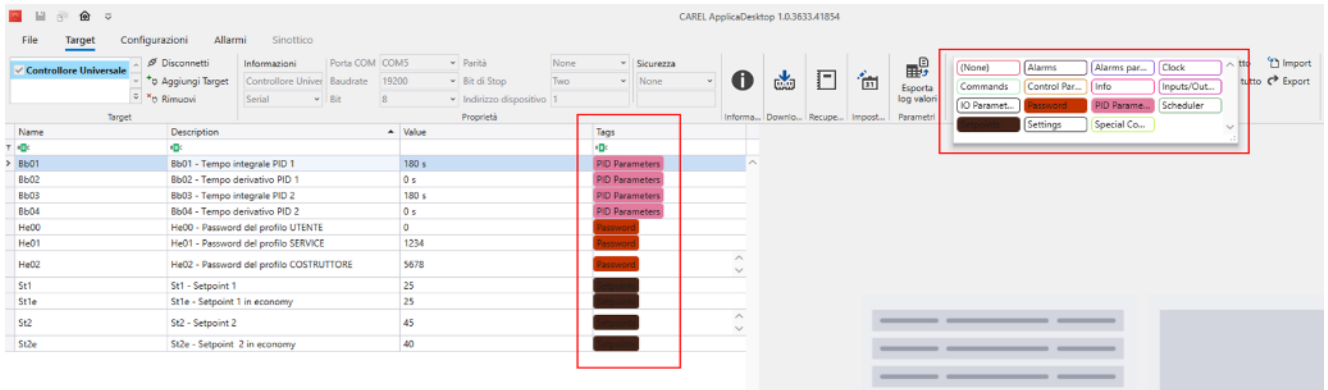 CAREL ApplicaDesktop 1.0.3633.41854
File Target Configurazioni Allarmi Sinottico
Controllore Universale
Disconnetti
Aggiungi Target
Rimuovi
Target
Informazioni Porta COM COM5 Parità None Sicurezza
Controllore Univer Baudrate 19200 Bit di Stop Two None
Serial Bit 8 Indirizzo dispositivo 1
Proprietà
Informa... Downlo... Recupe... Impost...
Esporta
log valori
Parametri
(None) Alarms Alarms par... Clock
Commands Control Par... Info Inputs/Out...
IO Paramet... Password PID Parame... Scheduler
Setpoints Settings Special Co...
tto Import
tutto Export
Name Description Value Tags
Bb01 Bb01 - Tempo integrale PID 1 180 s PID Parameters
Bb02 Bb02 - Tempo derivativo PID 1 0 s PID Parameters
Bb03 Bb03 - Tempo integrale PID 2 180 s PID Parameters
Bb04 Bb04 - Tempo derivativo PID 2 0 s PID Parameters
He00 He00 - Password del profilo UTENTE 0 Password
He01 He01 - Password del profilo SERVICE 1234 Password
He02 He02 - Password del profilo COSTRUTTORE 5678 Password
St1 St1 - Setpoint 1 25
St1e St1e - Setpoint 1 in economy 25
St2 St2 - Setpoint 2 45
St2e St2e - Setpoint 2 in economy 40